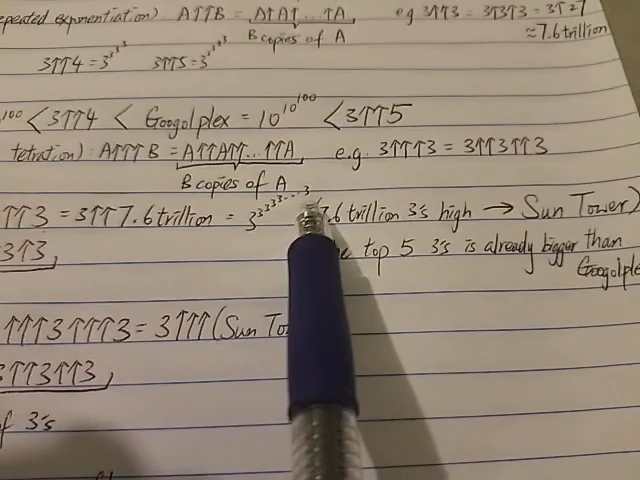 epeated exponentiation): A↑↑B = A↑A↑...↑A e.g 3↑↑3 = 3↑3↑3 = 3↑27
B copies of A ≈7.6trillion
3↑↑4 = 3^3^3^3 3↑↑5 = 3^3^3^3^3
100 < 3↑↑4 < Googolplex = 10^10^100 < 3↑↑5
tetration): A↑↑↑B = A↑↑A↑↑...↑↑A e.g. 3↑↑↑3 = 3↑↑3↑↑3
B copies of A
↑↑3 = 3↑↑7.6trillion = 3^3^3^3^3...3 7.6 trillion 3's high → Sun Tower)
3↑3, top 5 3's is already bigger than
Googolple
↑↑↑3↑↑↑3 = 3↑↑↑(Sun To
3↑↑3↑↑3,
of 3's